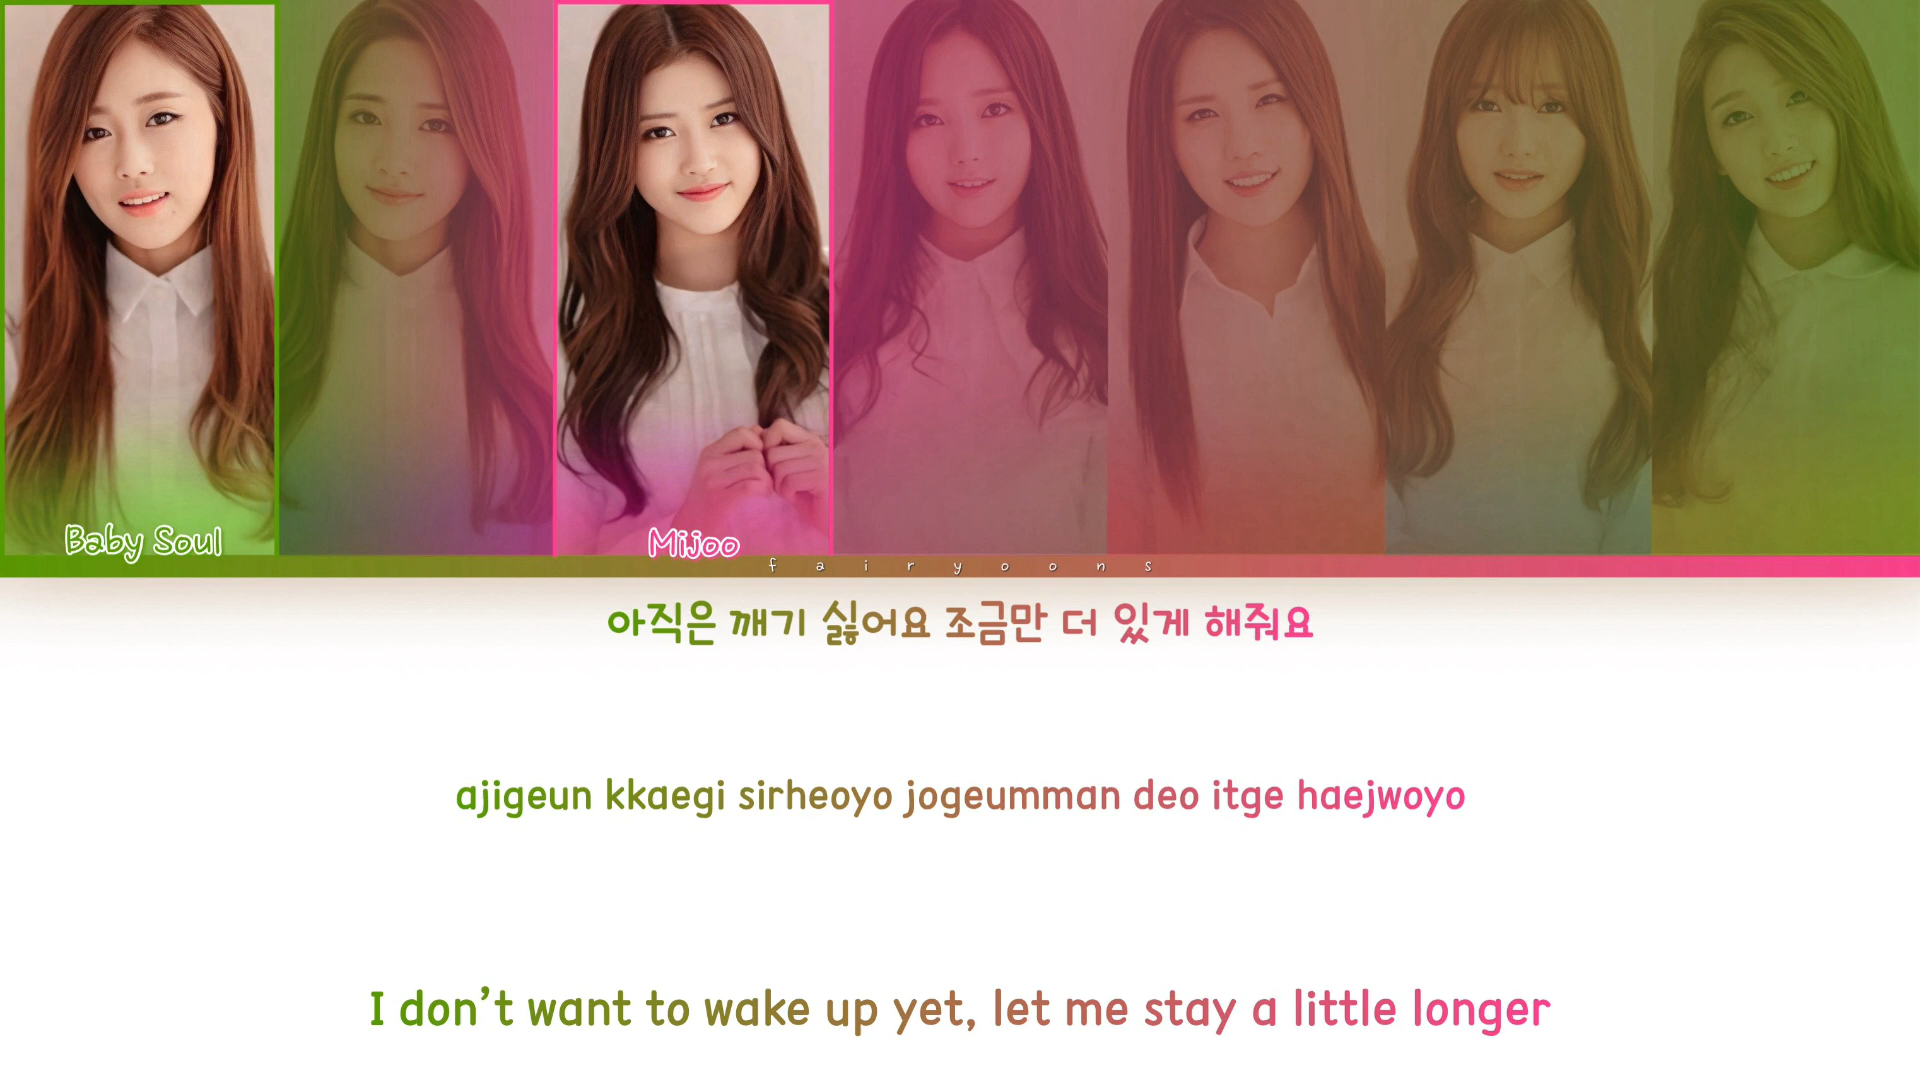 Baby Soul
Mijoo
fairyoons
아직은 깨기 싫어요 조금만 더 있게 해줘요
ajigeun kkaegi sirheoyo jogeumman deo itge haejwoyo
I don’t want to wake up yet, let me stay a little longer